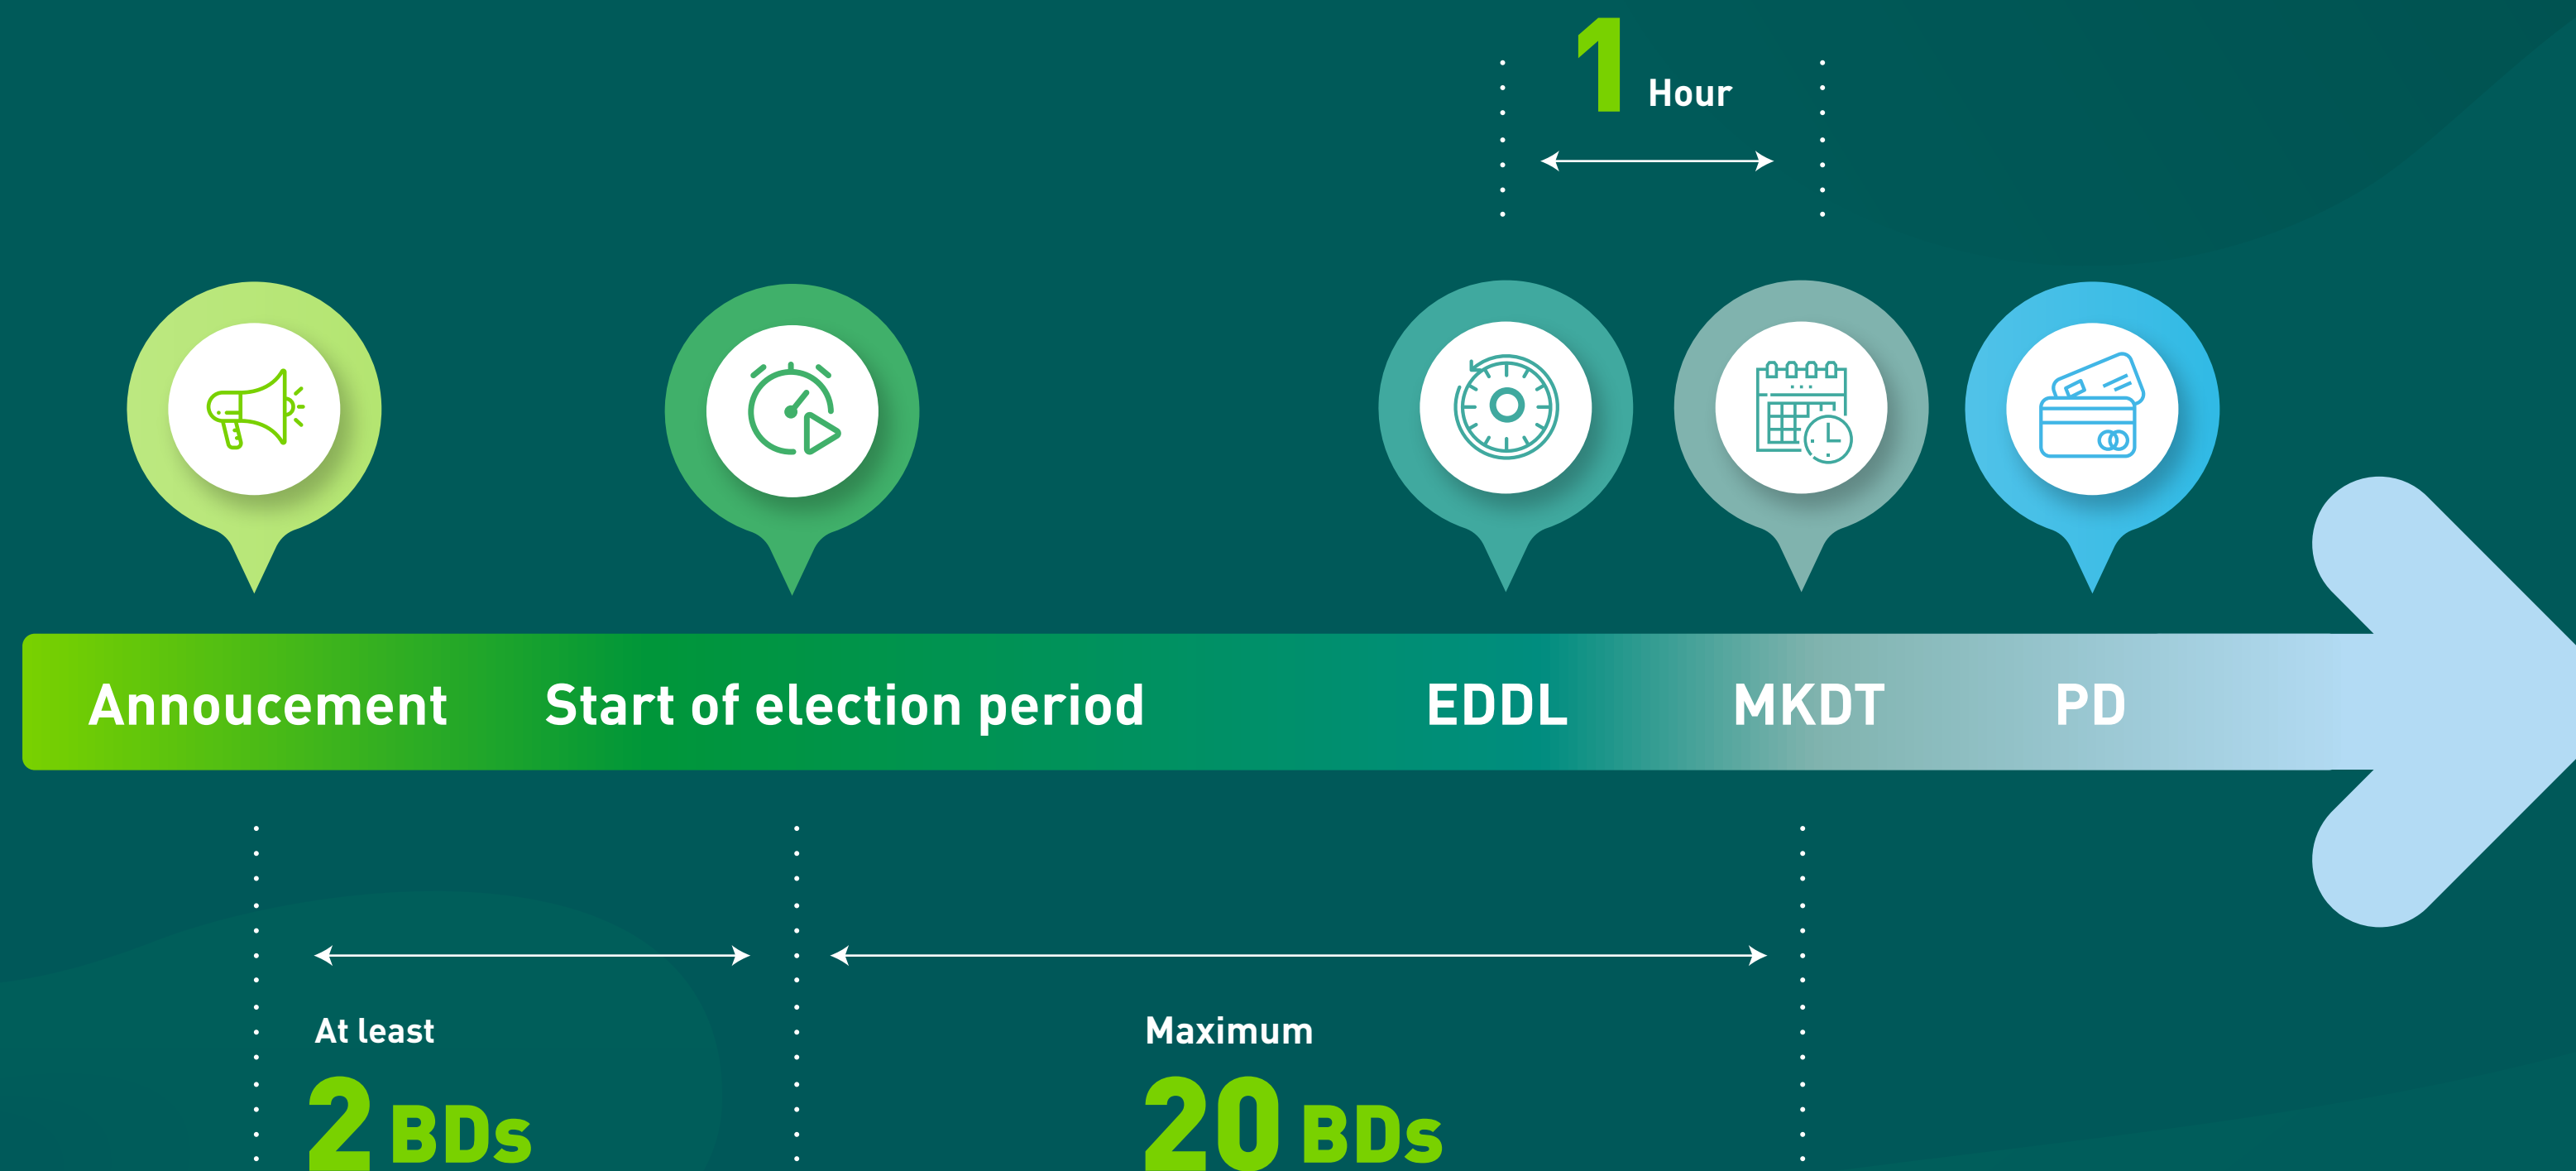 1 Hour
Annoucement
Start of election period
EDDL
MKDT
PD
At least
2 BDs
Maximum
20 BDs